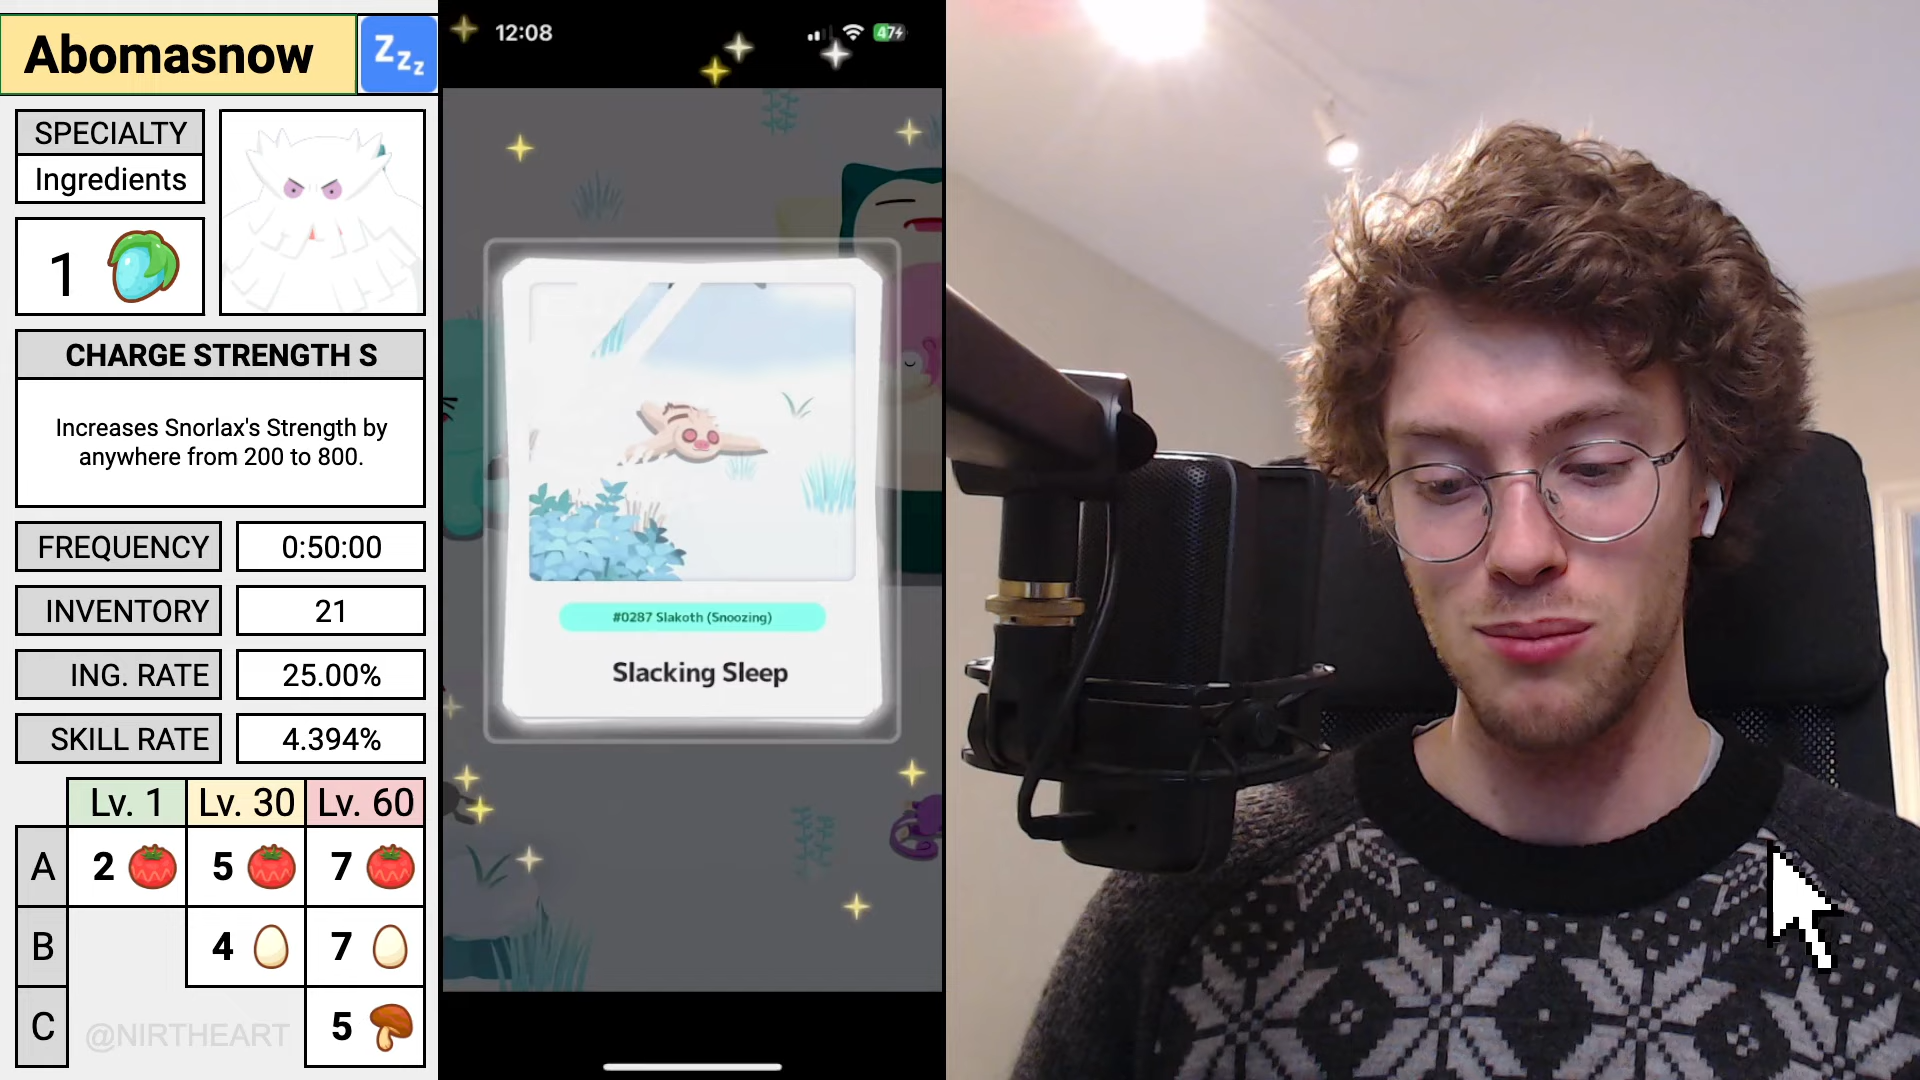 Abomasnow
Zzz
SPECIALTY
Ingredients
1
CHARGE STRENGTH S
Increases Snorlax's Strength by
anywhere from 200 to 800.
FREQUENCY 0:50:00
INVENTORY 21
ING. RATE 25.00%
SKILL RATE 4.394%
Lv. 1 Lv. 30 Lv. 60
A 2 5 7
B 4 7
C 5
@NIRTHEART
12:08
47
#0287 Slakoth (Snoozing)
Slacking Sleep